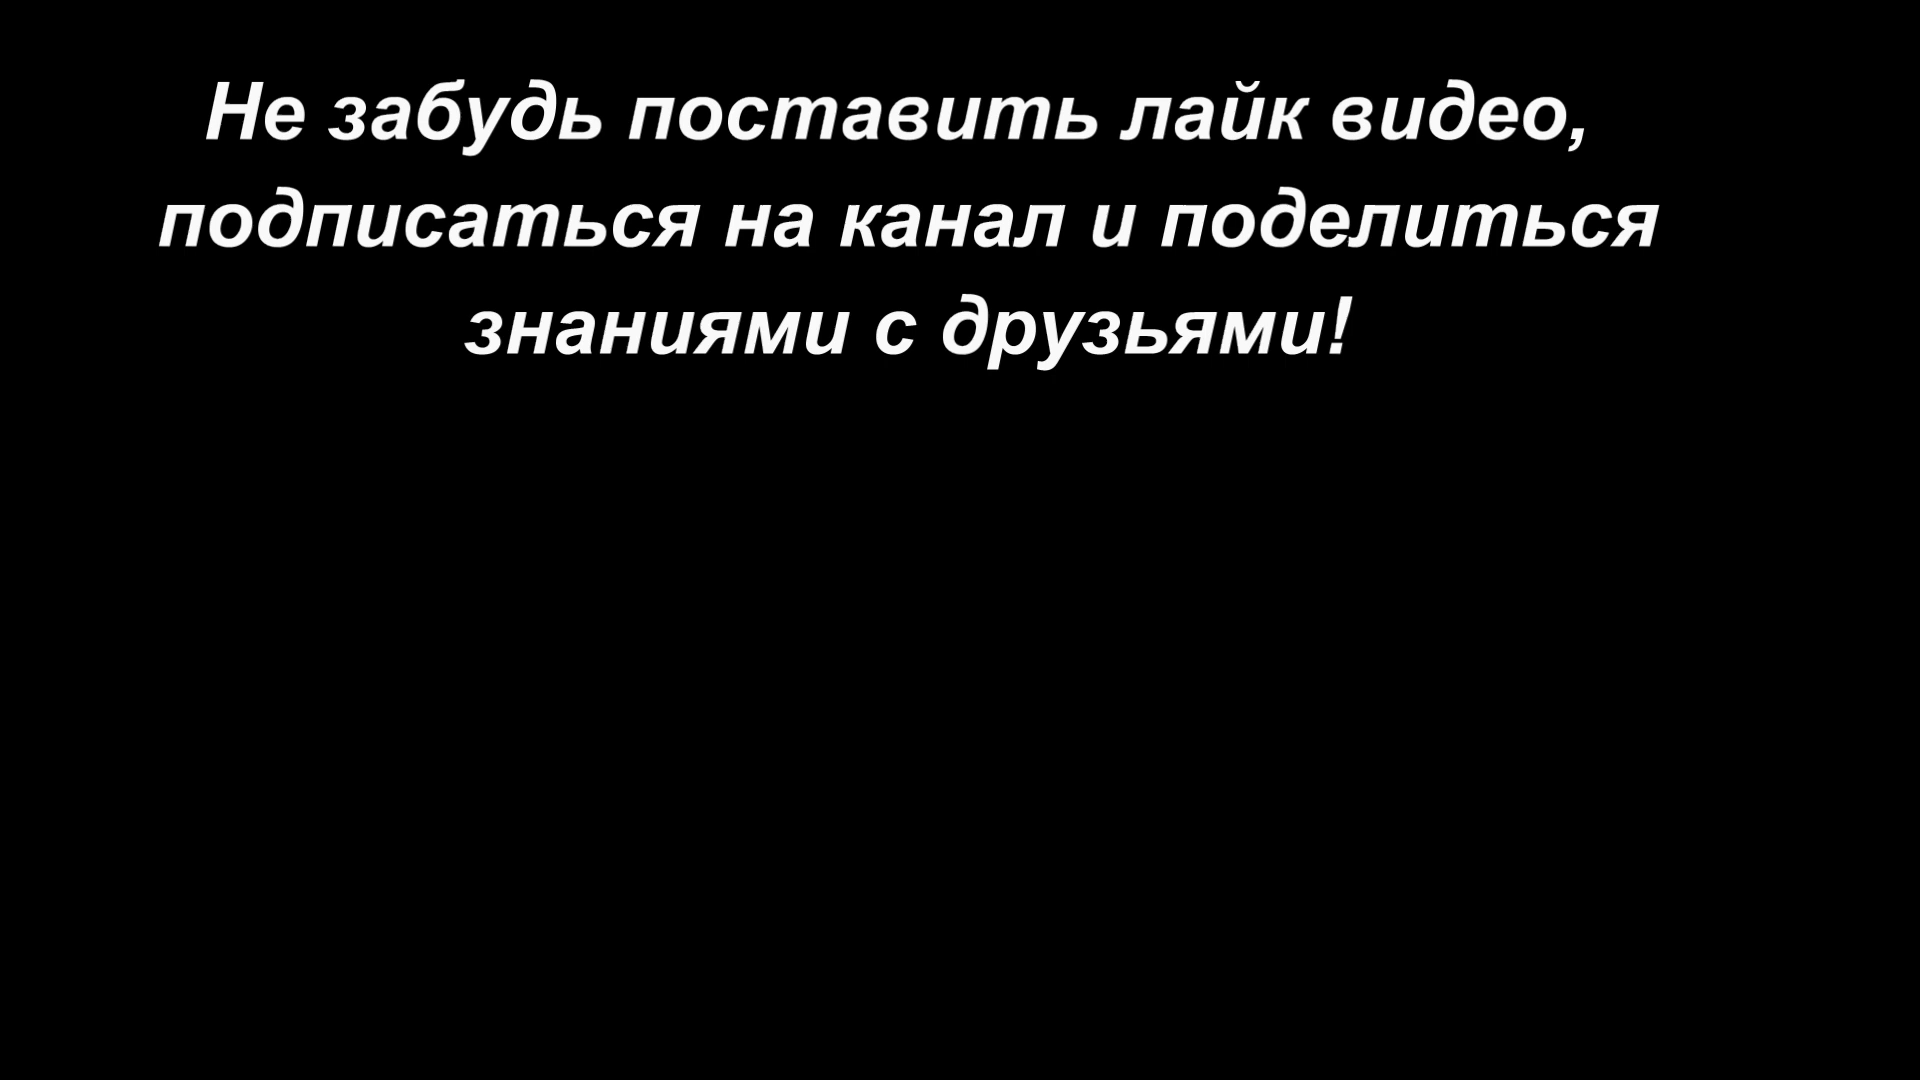 Не забудь поставить лайк видео,
подписаться на канал и поделиться
знаниями с друзьями!